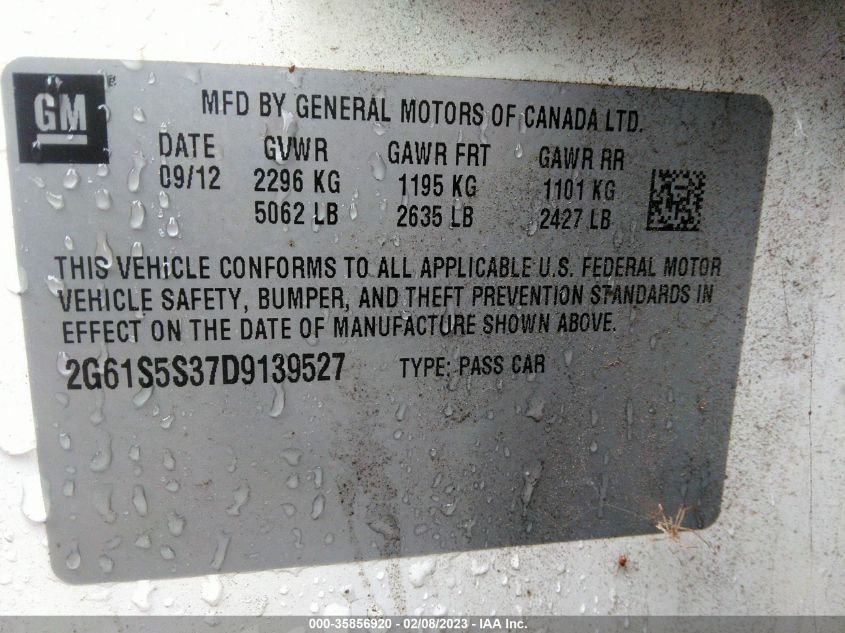 GM
MFD BY GENERAL MOTORS OF CANADA LTD.
DATE GVWR GAWR FRT GAWR RR
09/12 2296 KG 1195 KG 1101 KG
5062 LB 2635 LB 2427 LB
THIS VEHICLE CONFORMS TO ALL APPLICABLE U.S. FEDERAL MOTOR
VEHICLE SAFETY, BUMPER, AND THEFT PREVENTION STANDARDS IN
EFFECT ON THE DATE OF MANUFACTURE SHOWN ABOVE.
2G61S5S37D9139527 TYPE: PASS CAR
000-35856920 - 02/08/2023 - IAA Inc.